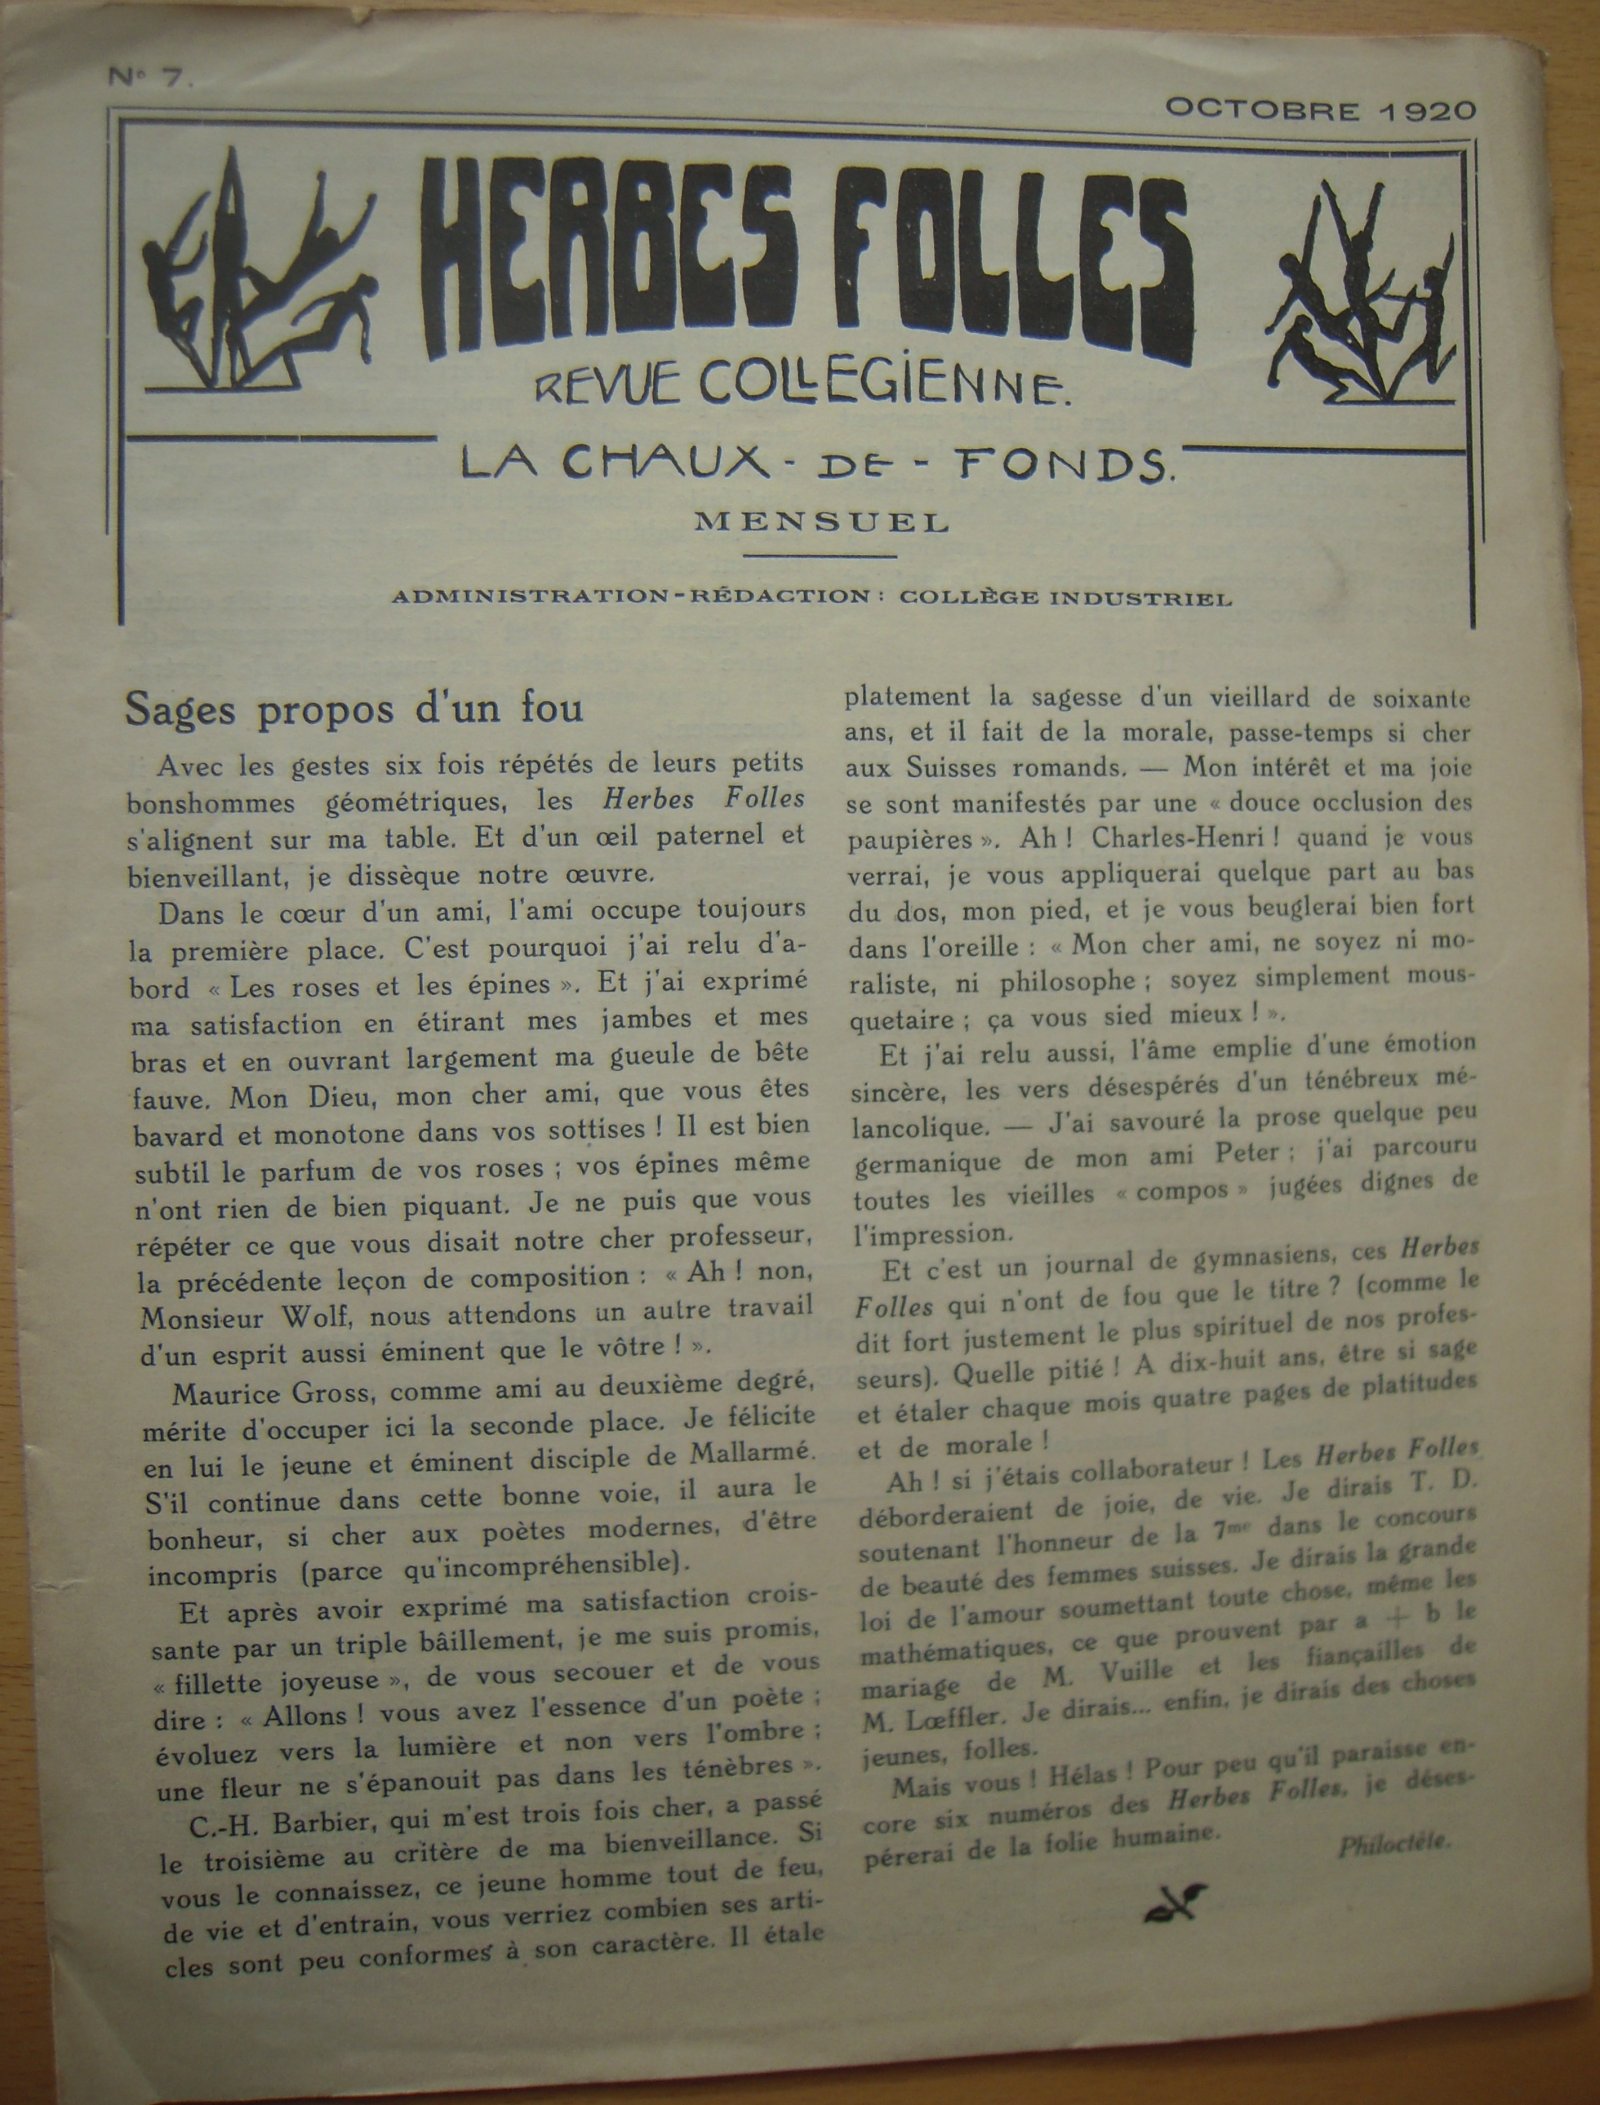 N° 7.
OCTOBRE 1920
HERBES FOLLES
REVUE COLLEGIENNE.
LA CHAUX-DE-FONDS.
MENSUEL
ADMINISTRATION-RÉDACTION : COLLÈGE INDUSTRIEL
Sages propos d'un fou
Avec les gestes six fois répétés de leurs petits
bonshommes géométriques, les Herbes Folles
s'alignent sur ma table. Et d'un œil paternel et
bienveillant, je dissèque notre œuvre.
Dans le cœur d'un ami, l'ami occupe toujours
la première place. C'est pourquoi j'ai relu d'a-
bord « Les roses et les épines ». Et j'ai exprimé
ma satisfaction en étirant mes jambes et mes
bras et en ouvrant largement ma gueule de bête
fauve. Mon Dieu, mon cher ami, que vous êtes
bavard et monotone dans vos sottises ! Il est bien
subtil le parfum de vos roses ; vos épines même
n'ont rien de bien piquant. Je ne puis que vous
répéter ce que vous disait notre cher professeur,
la précédente leçon de composition : « Ah ! non,
Monsieur Wolf, nous attendons un autre travail
d'un esprit aussi éminent que le vôtre ! ».
Maurice Gross, comme ami au deuxième degré,
mérite d'occuper ici la seconde place. Je félicite
en lui le jeune et éminent disciple de Mallarmé.
S'il continue dans cette bonne voie, il aura le
bonheur, si cher aux poètes modernes, d'être
incompris (parce qu'incompréhensible).
Et après avoir exprimé ma satisfaction crois-
sante par un triple bâillement, je me suis promis,
« fillette joyeuse », de vous secouer et de vous
dire : « Allons ! vous avez l'essence d'un poète ;
évoluez vers la lumière et non vers l'ombre ;
une fleur ne s'épanouit pas dans les ténèbres ».
C.-H. Barbier, qui m'est trois fois cher, a passé
le troisième au critère de ma bienveillance. Si
vous le connaissez, ce jeune homme tout de feu,
de vie et d'entrain, vous verriez combien ses arti-
cles sont peu conformes à son caractère. Il étale
platement la sagesse d'un vieillard de soixante
ans, et il fait de la morale, passe-temps si cher
aux Suisses romands. — Mon intérêt et ma joie
se sont manifestés par une « douce occlusion des
paupières ». Ah ! Charles-Henri ! quand je vous
verrai, je vous appliquerai quelque part au bas
du dos, mon pied, et je vous beuglerai bien fort
dans l'oreille : « Mon cher ami, ne soyez ni mo-
raliste, ni philosophe ; soyez simplement mous-
quetaire ; ça vous sied mieux ! ».
Et j'ai relu aussi, l'âme emplie d'une émotion
sincère, les vers désespérés d'un ténébreux mé-
lancolique. — J'ai savouré la prose quelque peu
germanique de mon ami Peter ; j'ai parcouru
toutes les vieilles « compos » jugées dignes de
l'impression.
Et c'est un journal de gymnasiens, ces Herbes
Folles qui n'ont de fou que le titre ? (comme le
dit fort justement le plus spirituel de nos profes-
seurs). Quelle pitié ! A dix-huit ans, être si sage
et étaler chaque mois quatre pages de platitudes
et de morale !
Ah ! si j'étais collaborateur ! Les Herbes Folles
déborderaient de joie, de vie. Je dirais T. D.
soutenant l'honneur de la 7me dans le concours
de beauté des femmes suisses. Je dirais la grande
loi de l'amour soumettant toute chose, même les
mathématiques, ce que prouvent par a + b le
mariage de M. Vuille et les fiançailles de
M. Lœffler. Je dirais... enfin, je dirais des choses
jeunes, folles.
Mais vous ! Hélas ! Pour peu qu'il paraisse en-
core six numéros des Herbes Folles, je déses-
pérerai de la folie humaine.
Philoctète.